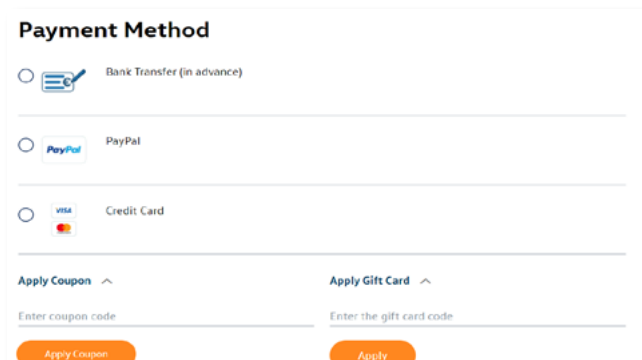 Payment Method
Bank Transfer (in advance)
PayPal
PayPal
VISA
Credit Card
Apply Coupon
Apply Gift Card
Enter coupon code
Enter the gift card code
Apply Coupon
Apply